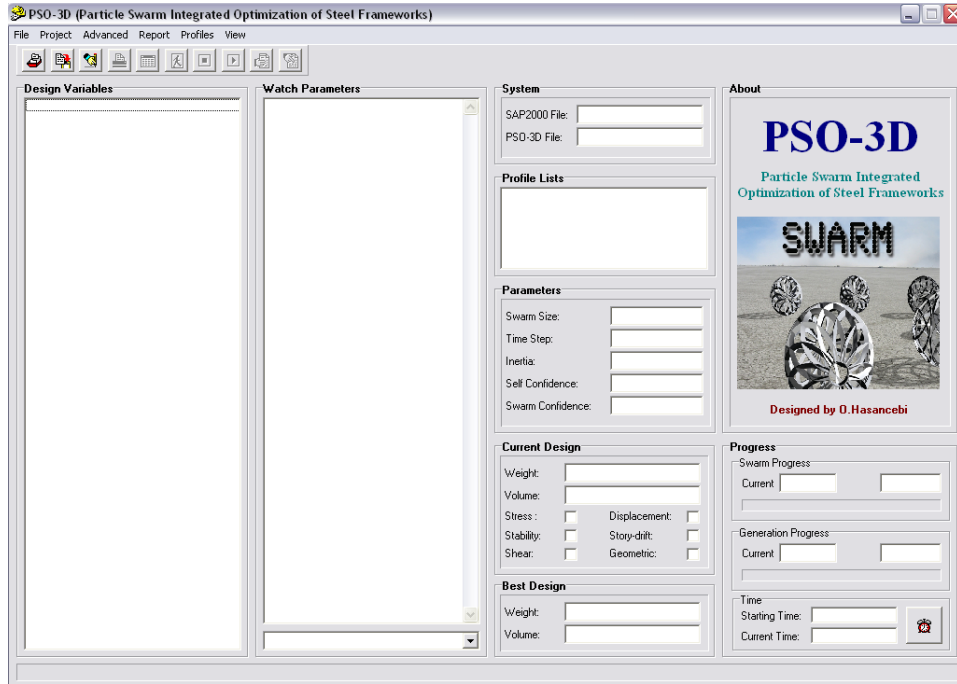 PSO-3D (Particle Swarm Integrated Optimization of Steel Frameworks)
File Project Advanced Report Profiles View
Design Variables
Watch Parameters
System
SAP2000 File:
PSO-3D File:
Profile Lists
Parameters
Swarm Size:
Time Step:
Inertia:
Self Confidence:
Swarm Confidence:
Current Design
Weight:
Volume:
Stress :
Displacement:
Stability:
Story-drift:
Shear:
Geometric:
Best Design
Weight:
Volume:
About
PSO-3D
Particle Swarm Integrated
Optimization of Steel Frameworks
SWARM
Designed by O.Hasancebi
Progress
Swarm Progress
Current
Generation Progress
Current
Time
Starting Time:
Current Time: